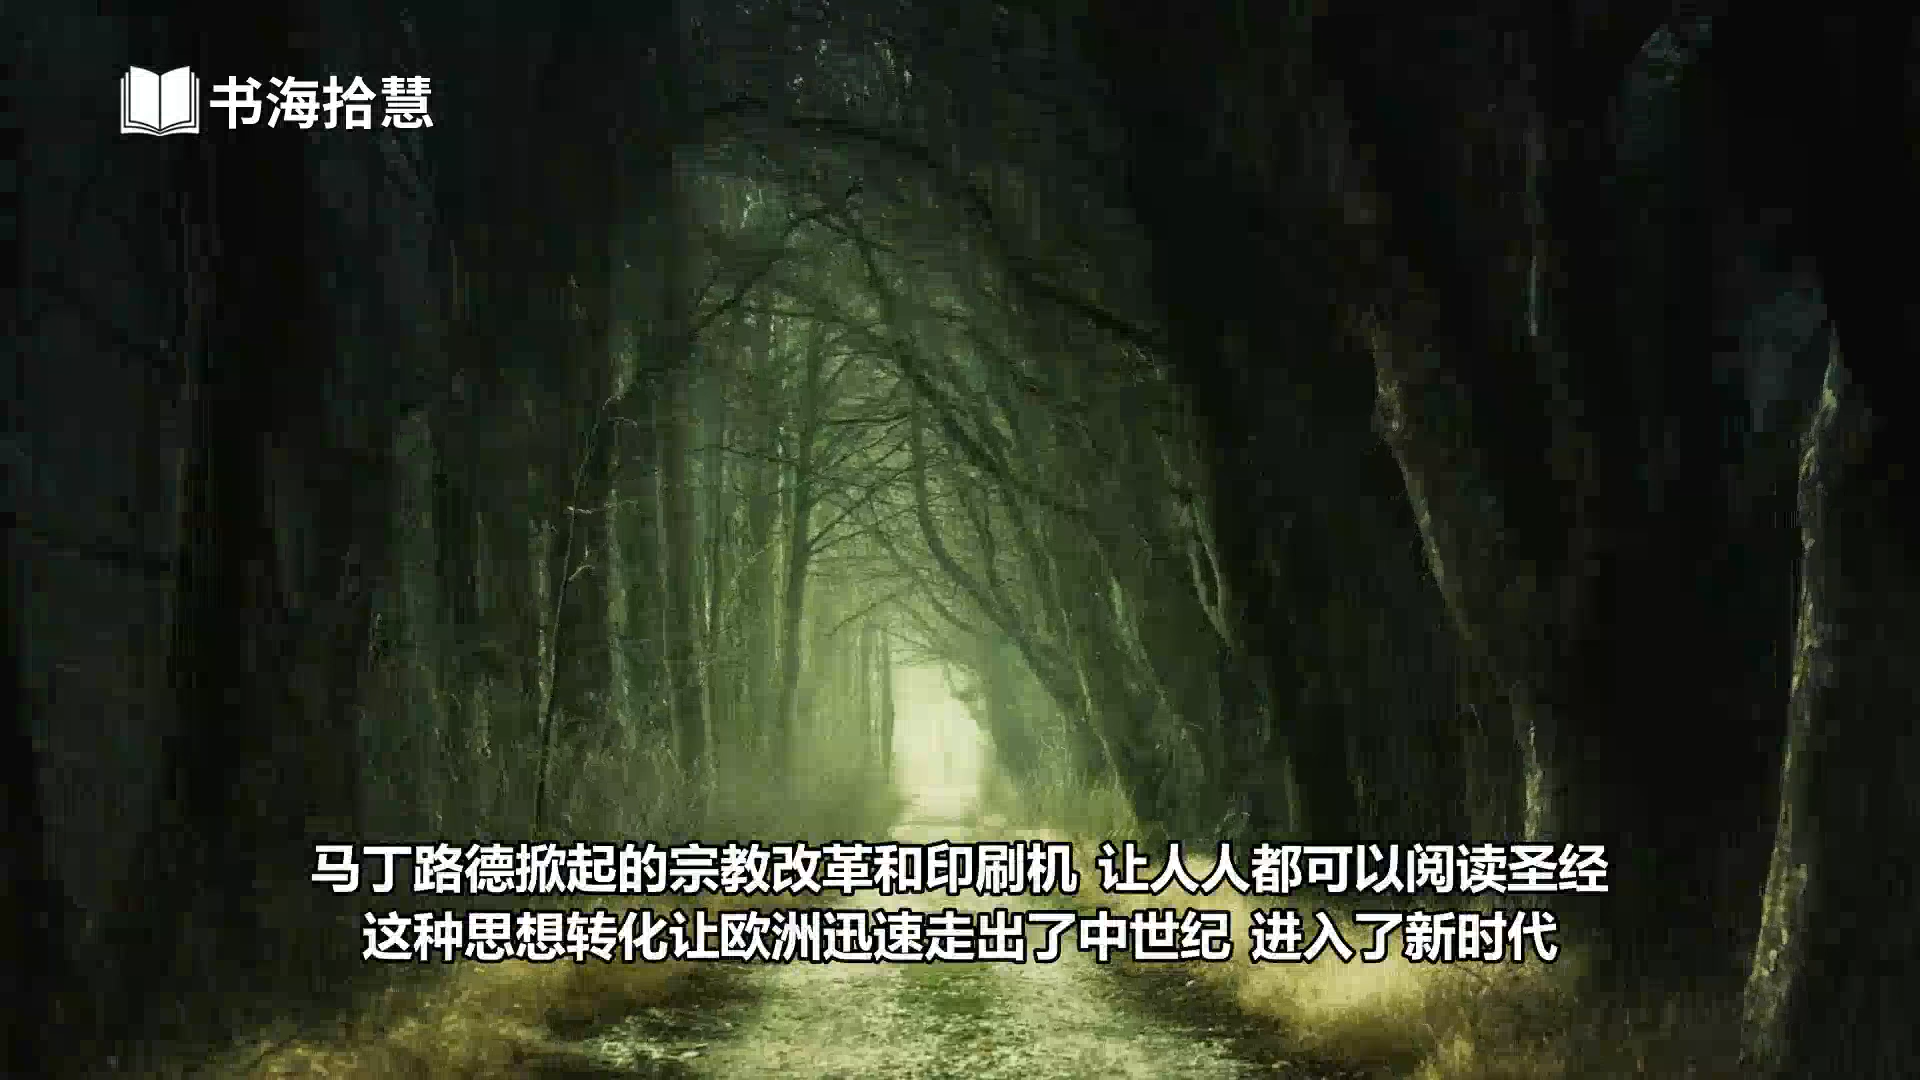 书海拾慧
马丁路德掀起的宗教改革和印刷机 让人人都可以阅读圣经
这种思想转化让欧洲迅速走出了中世纪 进入了新时代